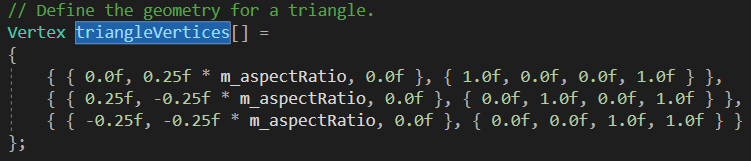 // Define the geometry for a triangle.
Vertex triangleVertices[] =
{
    { { 0.0f, 0.25f * m_aspectRatio, 0.0f }, { 1.0f, 0.0f, 0.0f, 1.0f } },
    { { 0.25f, -0.25f * m_aspectRatio, 0.0f }, { 0.0f, 1.0f, 0.0f, 1.0f } },
    { { -0.25f, -0.25f * m_aspectRatio, 0.0f }, { 0.0f, 0.0f, 1.0f, 1.0f } }
};